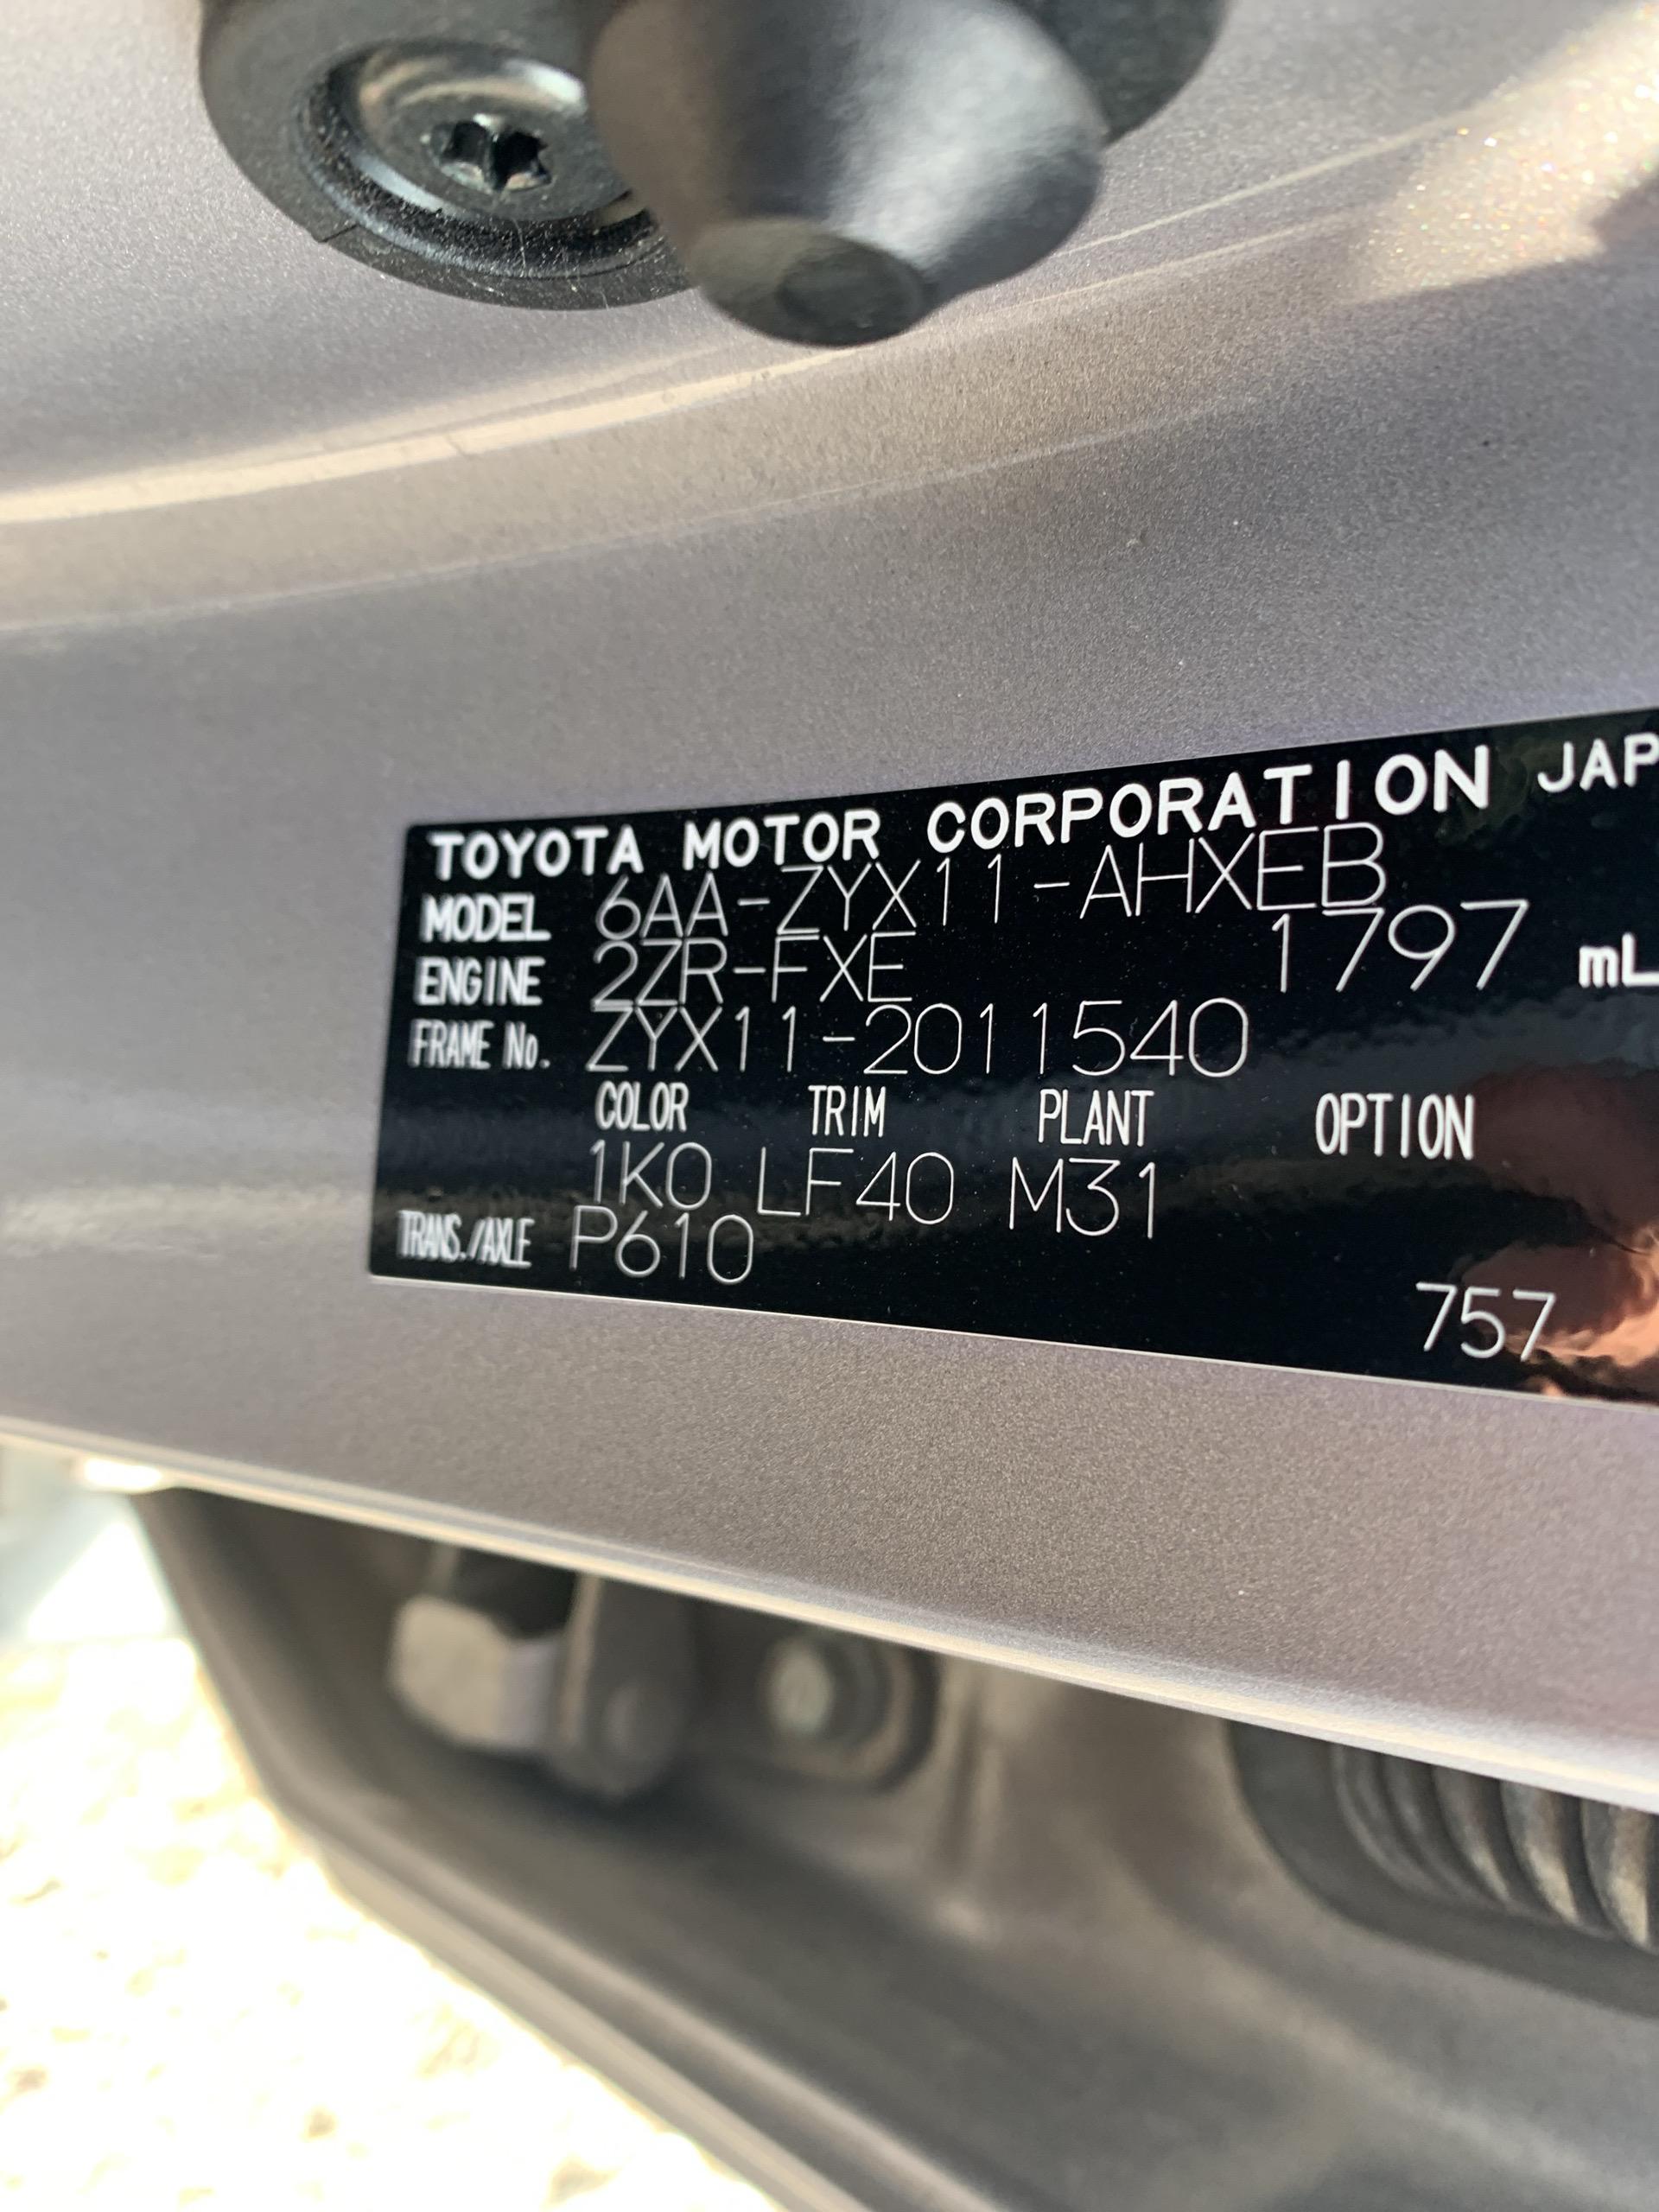 TOYOTA MOTOR CORPORATION JAP
MODEL 6AA-ZYX11-AHXEB
ENGINE 2ZR-FXE 1797 mL
FRAME No. ZYX11-2011540
COLOR TRIM PLANT OPTION
1K0 LF40 M31
TRANS./AXLE P610
757